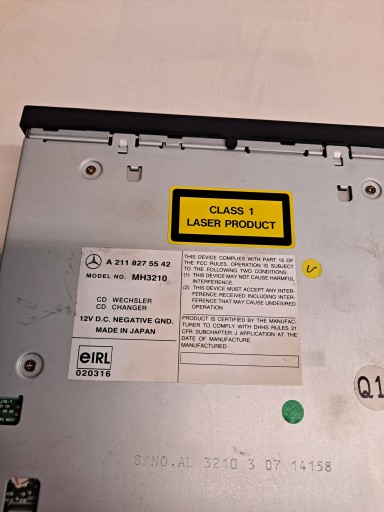 CLASS 1
LASER PRODUCT
A 211 827 55 42
MODEL NO. MH3210
CD WECHSLER
CD CHANGER
12V D.C. NEGATIVE GND.
MADE IN JAPAN
eIRL
020316
THIS DEVICE COMPLIES WITH PART 15 OF
THE FCC RULES. OPERATION IS SUBJECT
TO THE FOLLOWING TWO CONDITIONS.
(1) THIS DEVICE MAY NOT CAUSE HARMFUL
INTERFERENCE.
(2) THIS DEVICE MUST ACCEPT ANY INTER-
FERENCE RECEIVED INCLUDING INTER-
FERENCE THAT MAY CAUSE UNDESIRED
OPERATION.
PRODUCT IS CERTIFIED BY THE MANUFAC-
TURER TO COMPLY WITH DHHS RULES 21
CFR SUBCHAPTER J APPLICATION AT THE
DATE OF MANUFACTURE.
MANUFACTURED:
V
Q1
S/NO.AL 3210 3 07 14158